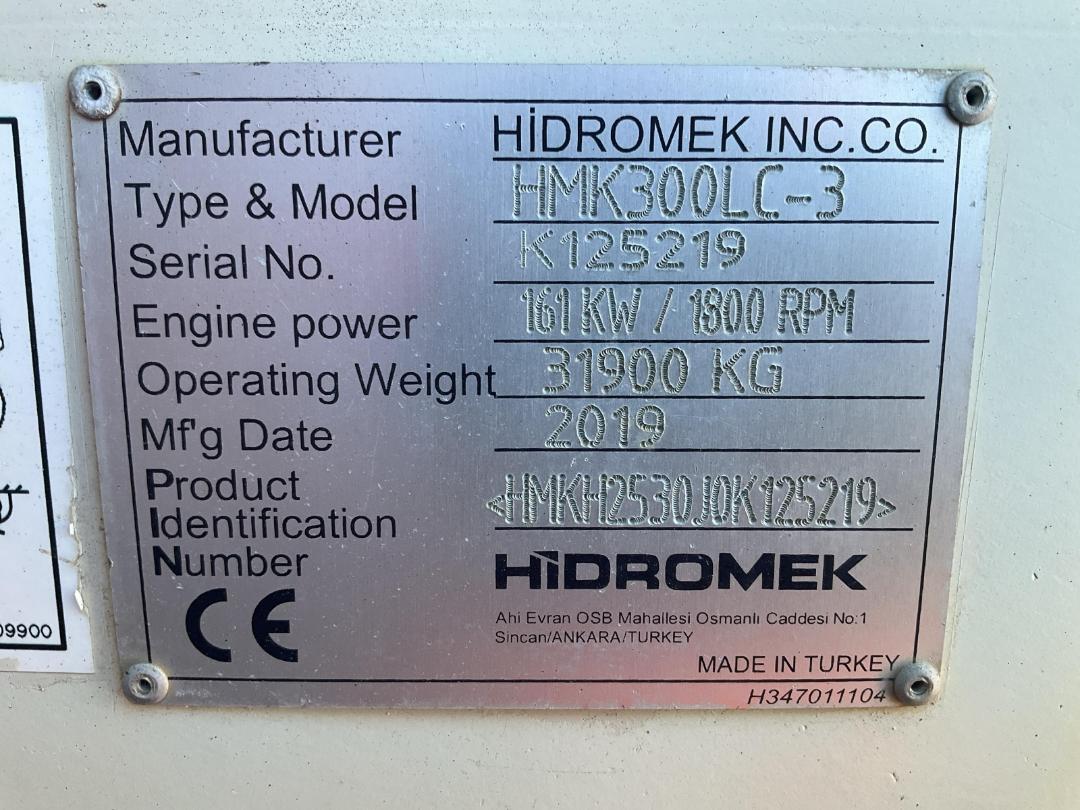 Manufacturer HİDROMEK INC.CO.
Type & Model HMK300LC-3
Serial No. K125219
Engine power 161 KW / 1800 RPM
Operating Weight 31900 KG
Mf'g Date 2019
Product
Identification <HMKH2530J0K125219>
Number
HİDROMEK
CE
Ahi Evran OSB Mahallesi Osmanlı Caddesi No:1
Sincan/ANKARA/TURKEY
09900
MADE IN TURKEY
H347011104